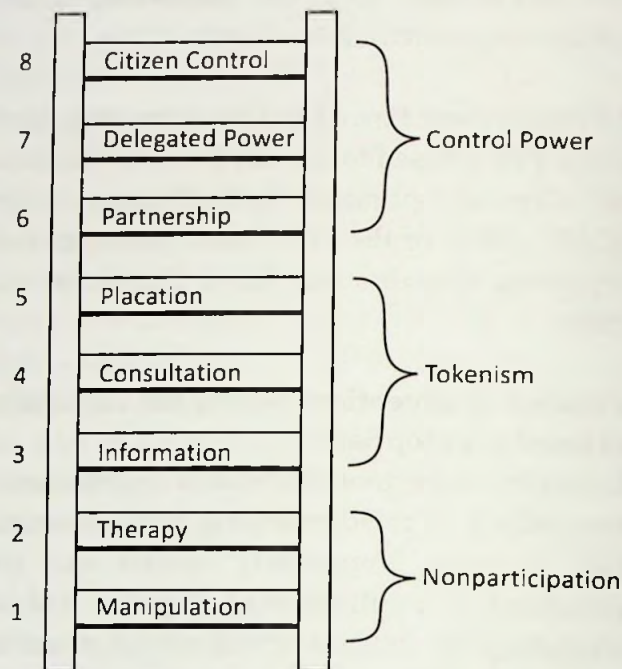 8 Citizen Control
7 Delegated Power
Control Power
6 Partnership
5 Placation
4 Consultation
Tokenism
3 Information
2 Therapy
Nonparticipation
1 Manipulation